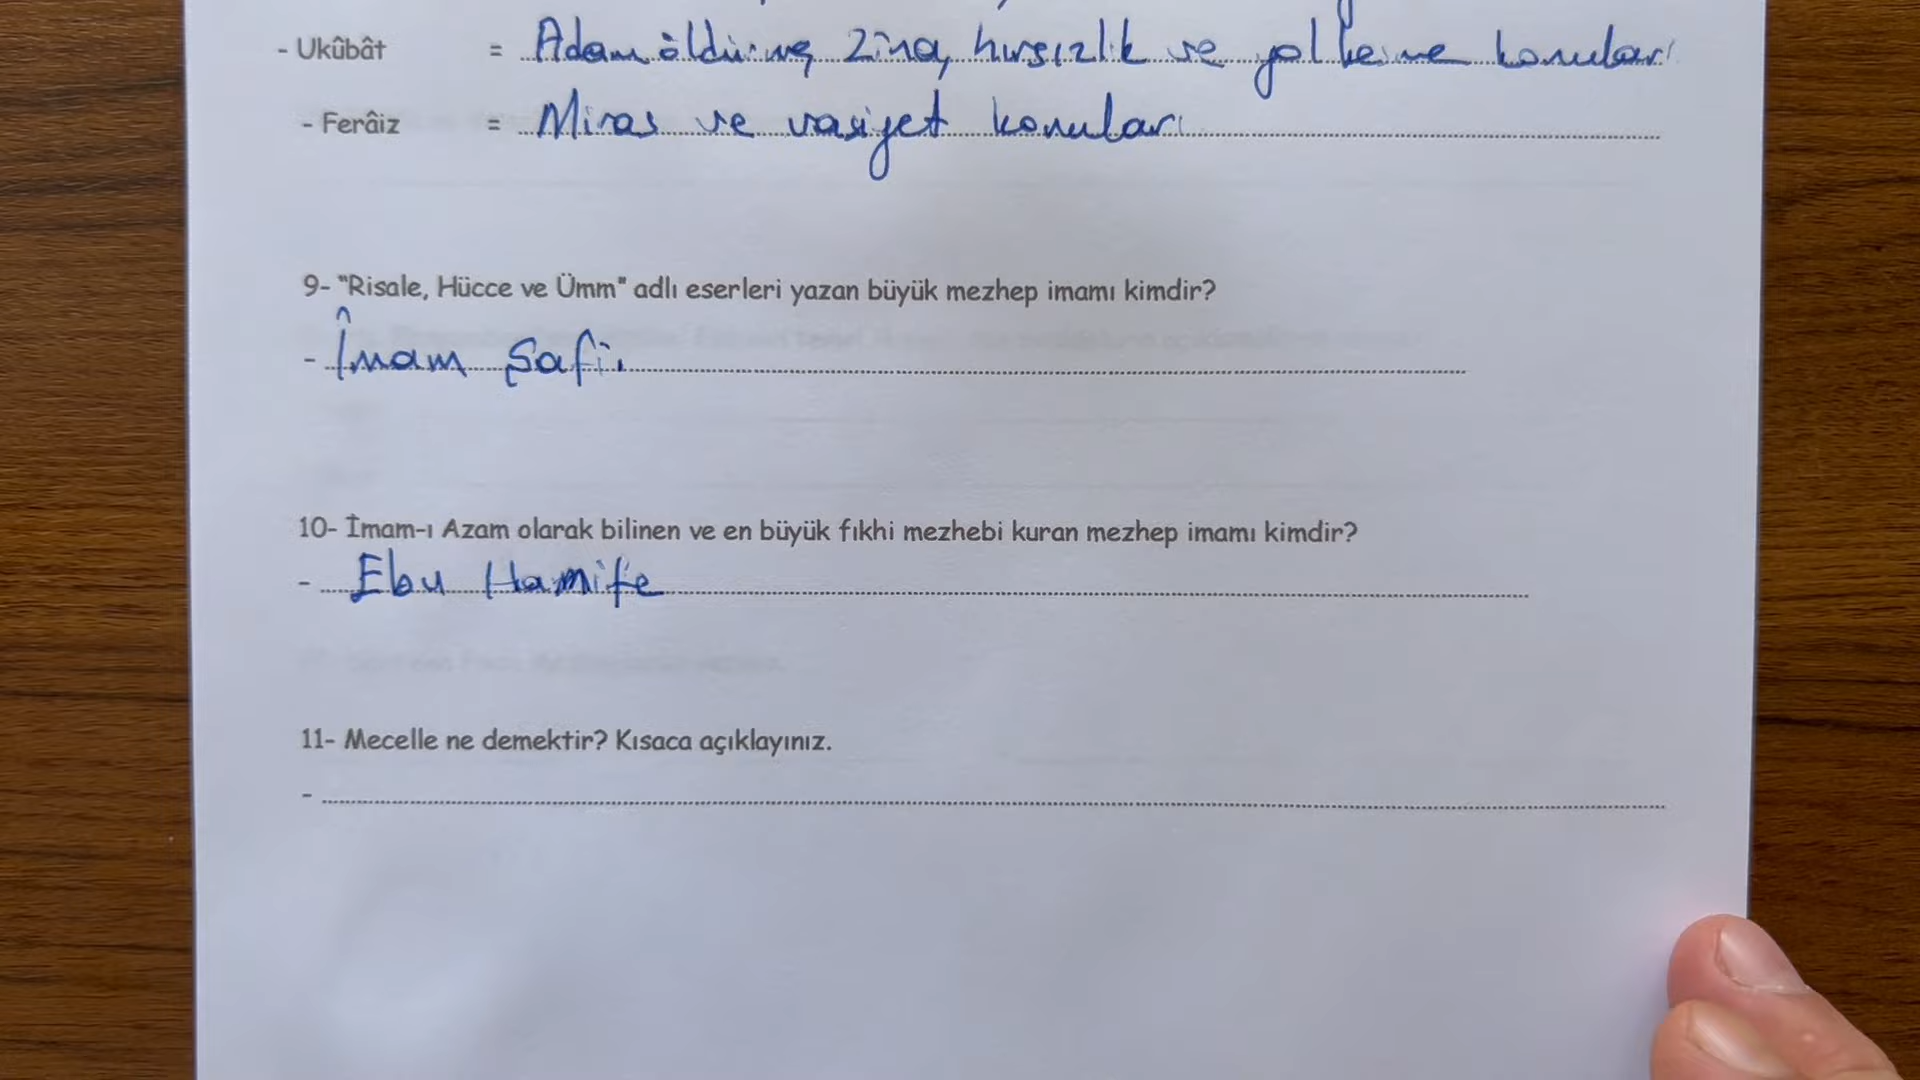 - Ukûbât = Adam öldürme, zina, hırsızlık ve yol kesme konuları
- Ferâiz = Miras ve vasiyet konuları
9- "Risale, Hücce ve Ümm" adlı eserleri yazan büyük mezhep imamı kimdir?
- İmam Şafi.
10- İmam-ı Azam olarak bilinen ve en büyük fıkhi mezhebi kuran mezhep imamı kimdir?
- Ebu Hamife
11- Mecelle ne demektir? Kısaca açıklayınız.
-